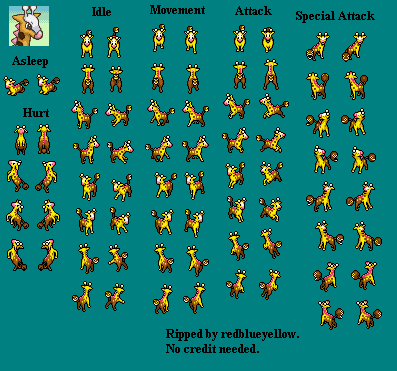 Idle
Movement
Attack
Special Attack
Asleep
Hurt
Ripped by redblueyellow.
No credit needed.